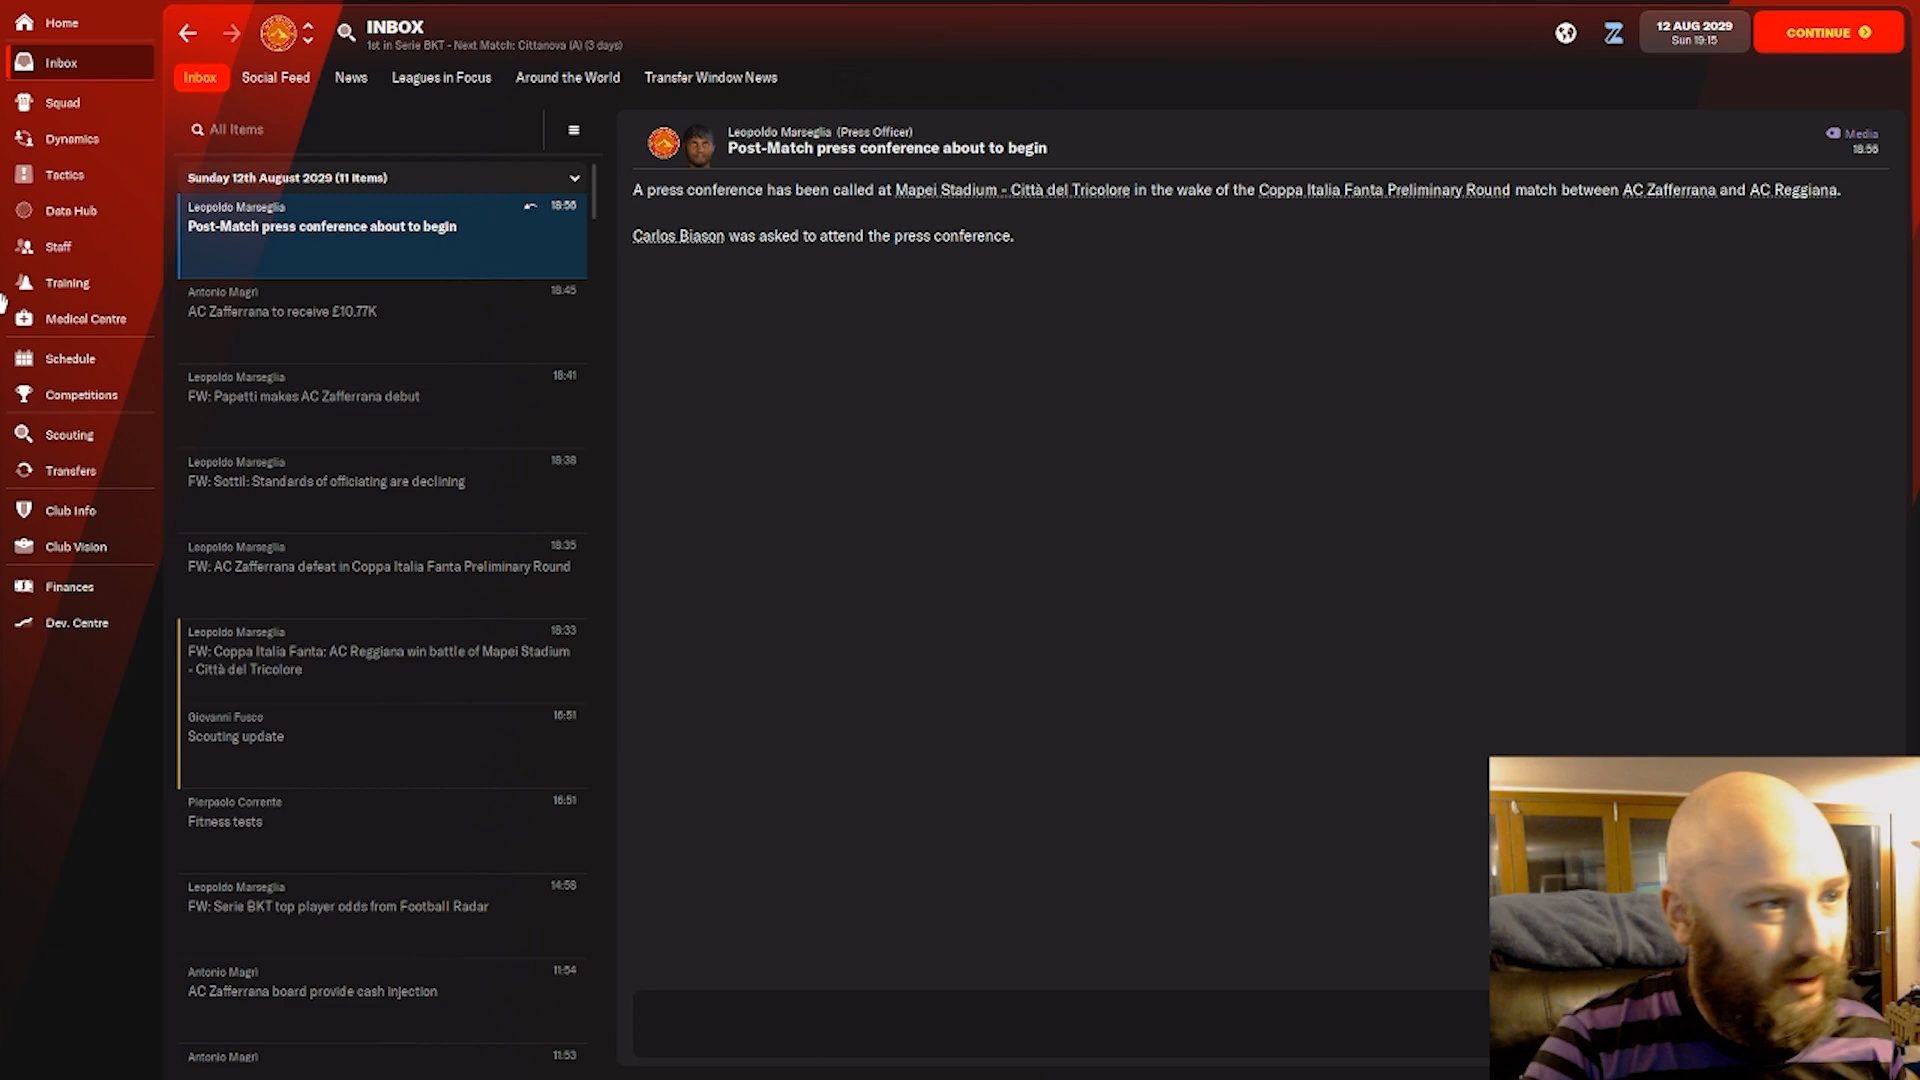 Home
Inbox
Squad
Dynamics
Tactics
Data Hub
Staff
Training
Medical Centre
Schedule
Competitions
Scouting
Transfers
Club Info
Club Vision
Finances
Dev. Centre
INBOX
1st in Serie BKT - Next Match: Cittanova (A) (3 days)
12 AUG 2029
Sun 19:15
CONTINUE
Inbox Social Feed News Leagues in Focus Around the World Transfer Window News
All Items
Sunday 12th August 2029 (11 Items)
Leopoldo Marseglia 18:56
Post-Match press conference about to begin
Antonio Magrì 18:45
AC Zafferrana to receive £10.77K
Leopoldo Marseglia 18:41
FW: Papetti makes AC Zafferrana debut
Leopoldo Marseglia 18:38
FW: Sottil: Standards of officiating are declining
Leopoldo Marseglia 18:35
FW: AC Zafferrana defeat in Coppa Italia Fanta Preliminary Round
Leopoldo Marseglia 18:33
FW: Coppa Italia Fanta: AC Reggiana win battle of Mapei Stadium
- Città del Tricolore
Giovanni Fusco 16:51
Scouting update
Pierpaolo Corrente 16:51
Fitness tests
Leopoldo Marseglia 14:58
FW: Serie BKT top player odds from Football Radar
Antonio Magrì 11:54
AC Zafferrana board provide cash injection
Antonio Magrì 11:53
Leopoldo Marseglia (Press Officer)
Post-Match press conference about to begin
Media
18:56
A press conference has been called at Mapei Stadium - Città del Tricolore in the wake of the Coppa Italia Fanta Preliminary Round match between AC Zafferrana and AC Reggiana.
Carlos Biason was asked to attend the press conference.